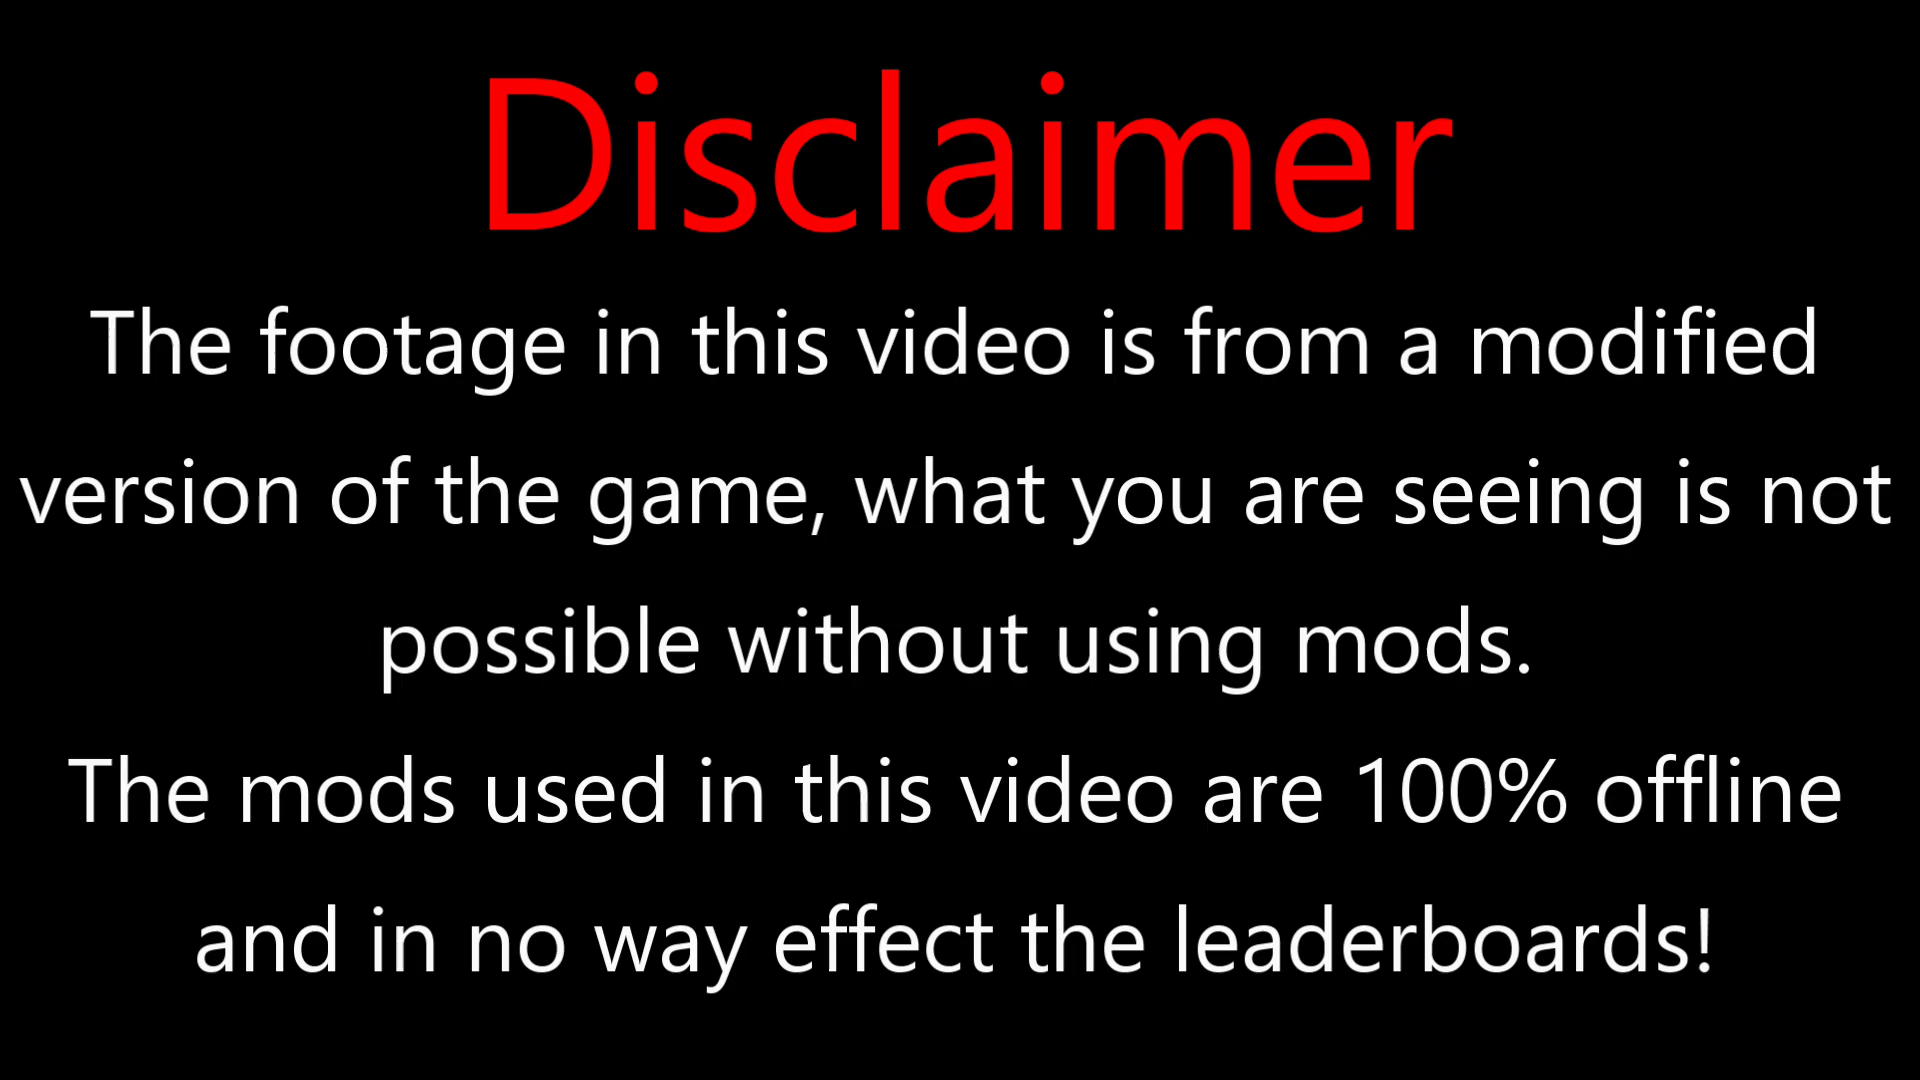 Disclaimer
The footage in this video is from a modified
version of the game, what you are seeing is not
possible without using mods.
The mods used in this video are 100% offline
and in no way effect the leaderboards!